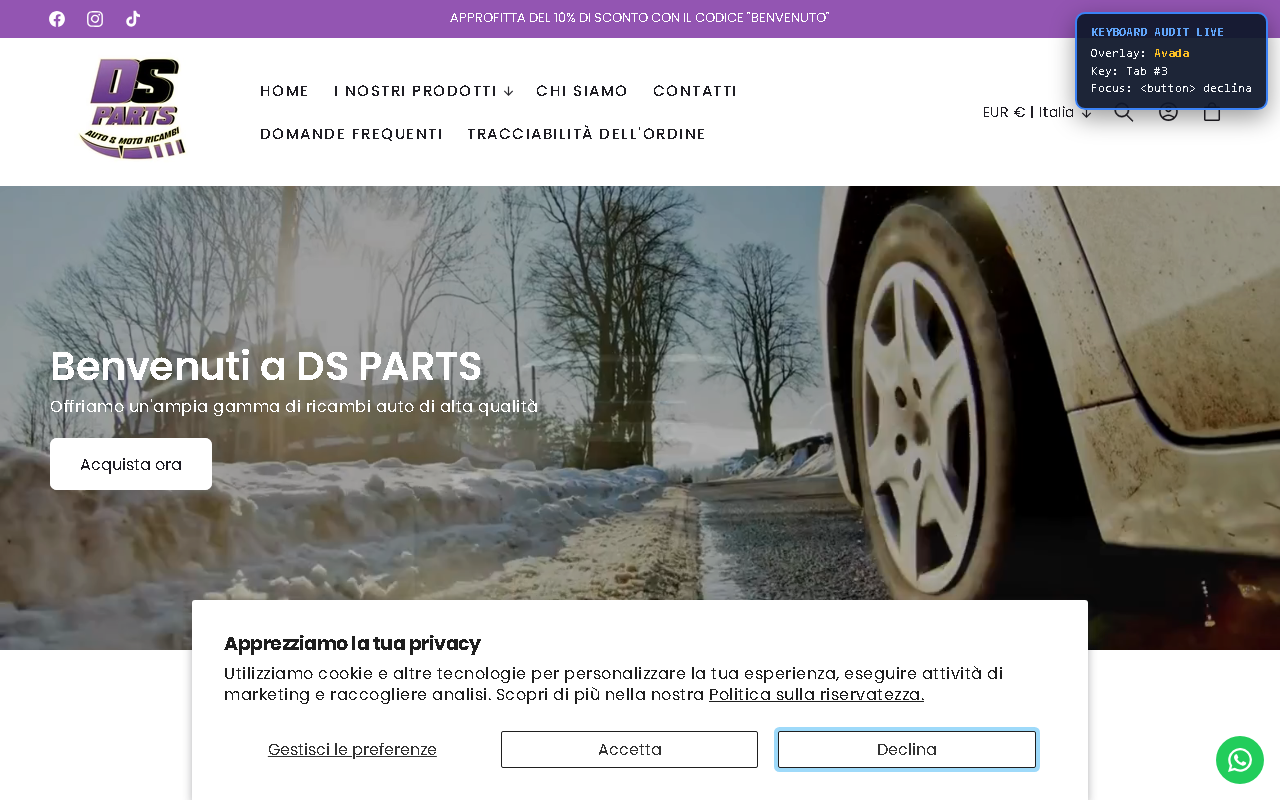 APPROFITTA DEL 10% DI SCONTO CON IL CODICE "BENVENUTO"
KEYBOARD AUDIT LIVE
Overlay: Avada
Key: Tab #3
Focus: <button> declina
DS
PARTS
AUTO & MOTO RICAMBI
HOME I NOSTRI PRODOTTI CHI SIAMO CONTATTI
DOMANDE FREQUENTI TRACCIABILITÀ DELL'ORDINE
EUR € | Italia
Benvenuti a DS PARTS
Offriamo un'ampia gamma di ricambi auto di alta qualità
Acquista ora
Apprezziamo la tua privacy
Utilizziamo cookie e altre tecnologie per personalizzare la tua esperienza, eseguire attività di
marketing e raccogliere analisi. Scopri di più nella nostra Politica sulla riservatezza.
Gestisci le preferenze Accetta Declina